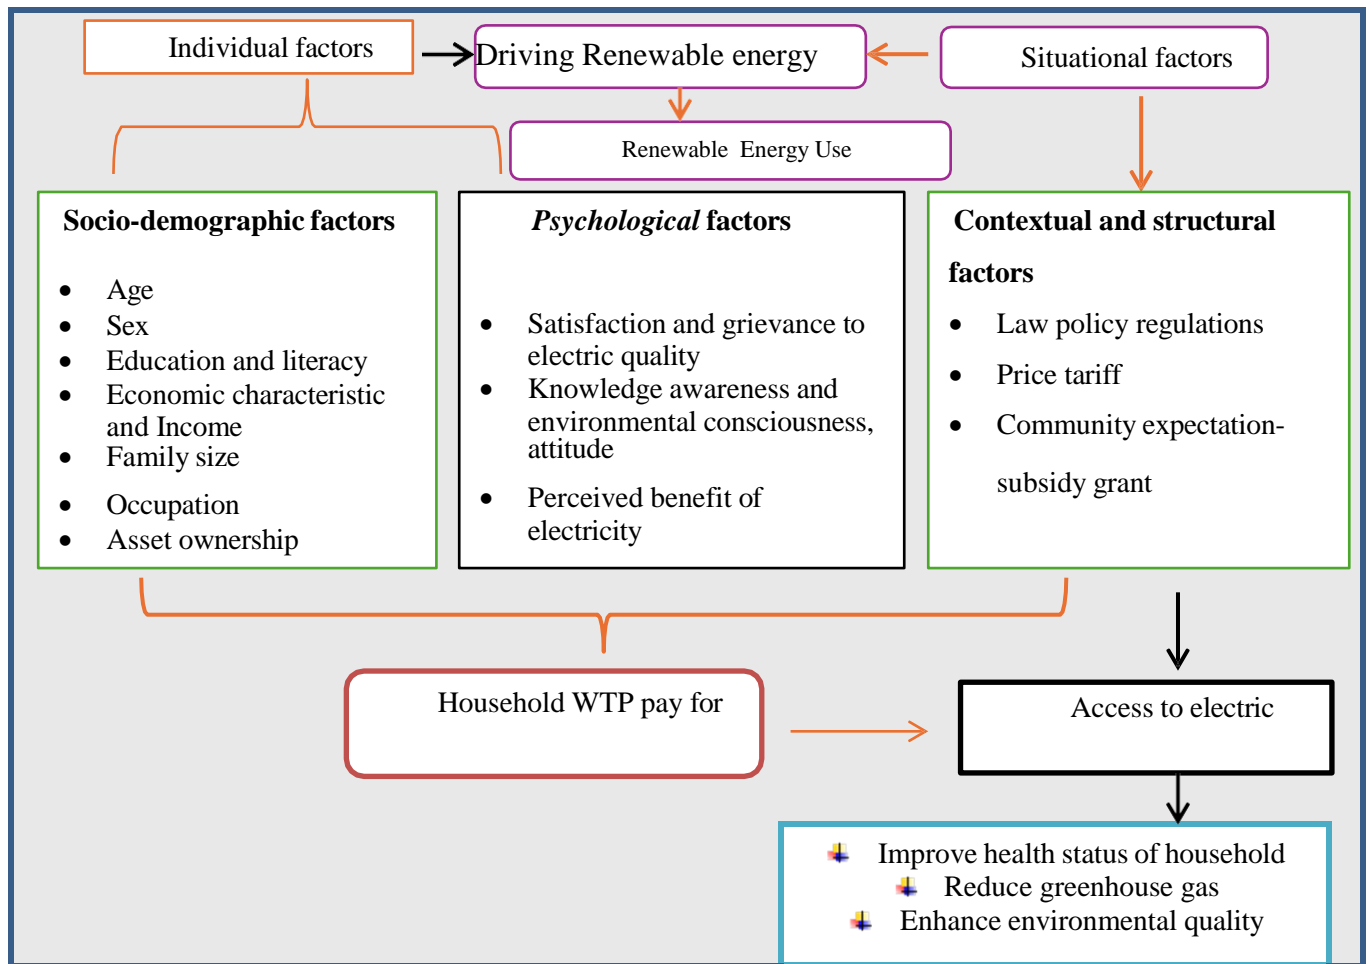 Individual factors
Driving Renewable energy
Situational factors
Renewable Energy Use
Socio-demographic factors
• Age
• Sex
• Education and literacy
• Economic characteristic
and Income
• Family size
• Occupation
• Asset ownership
Psychological factors
• Satisfaction and grievance to
electric quality
• Knowledge awareness and
environmental consciousness,
attitude
• Perceived benefit of
electricity
Contextual and structural
factors
• Law policy regulations
• Price tariff
• Community expectation-
subsidy grant
Household WTP pay for
Access to electric
Improve health status of household
Reduce greenhouse gas
Enhance environmental quality